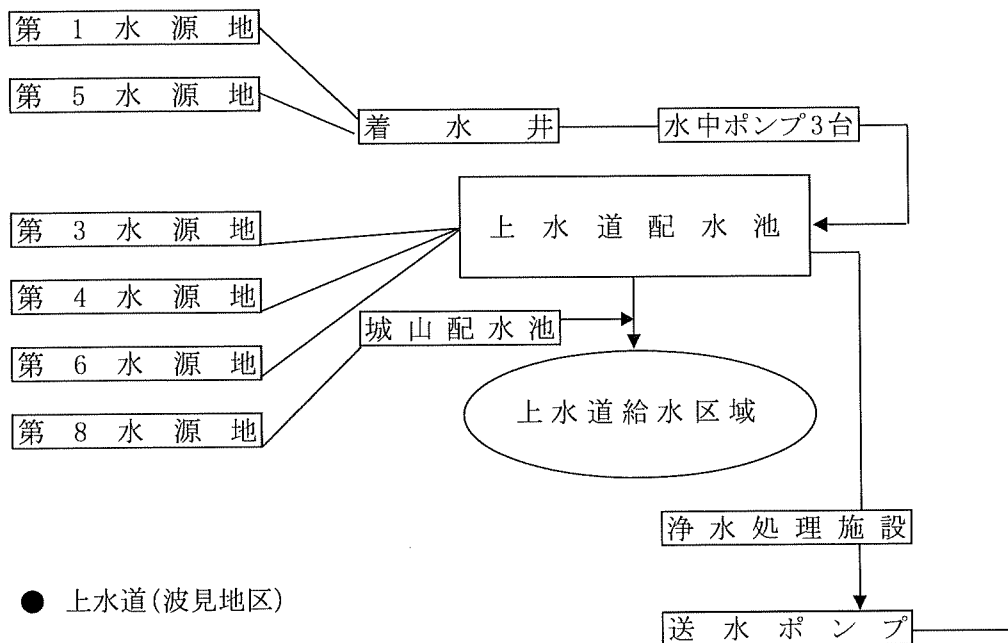 第1水源地
第5水源地
着水井
水中ポンプ3台
第3水源地
上水道配水池
第4水源地
城山配水池
第6水源地
上水道給水区域
第8水源地
浄水処理施設
● 上水道(波見地区)
送水ポンプ